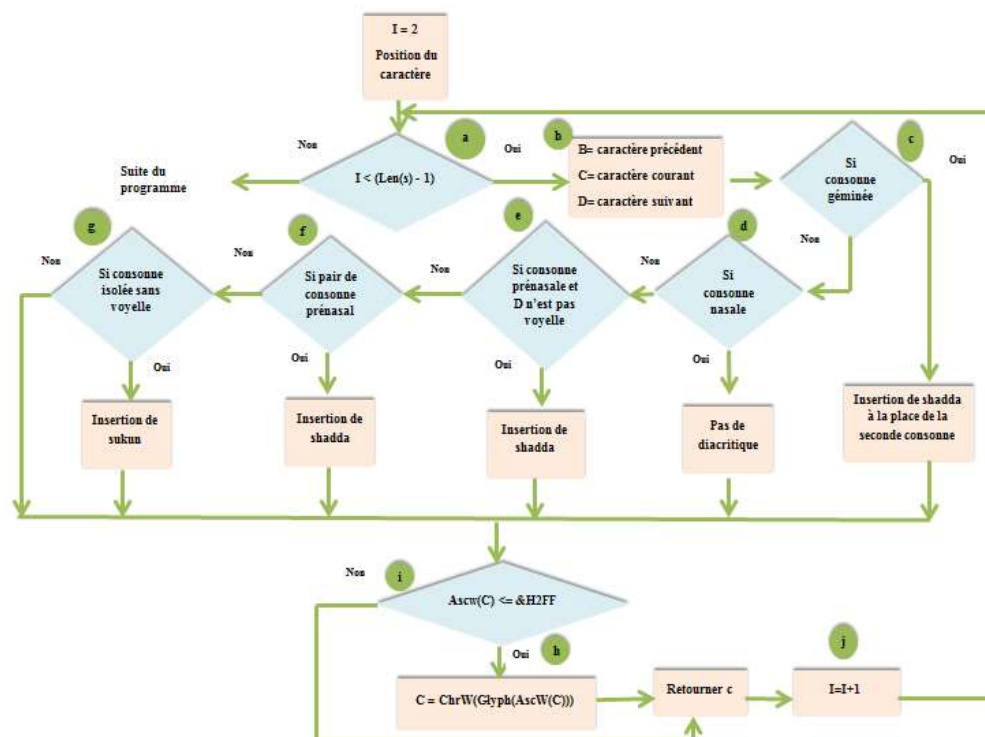 I = 2
Position du
caractère
a
Non
Oui
I < (Len(s) - 1)
Suite du
programme
b
B= caractère précédent
C= caractère courant
D= caractère suivant
c
Oui
Si
consonne
géminée
Non
g
Non
Si consonne
isolée sans
voyelle
Oui
f
Non
Si pair de
consonne
prénasal
Oui
e
Non
Si consonne
prénasale et
D n'est pas
voyelle
Oui
d
Non
Si
consonne
nasale
Oui
Insertion de
sukun
Insertion de
shadda
Insertion de
shadda
Pas de
diacritique
Insertion de shadda
à la place de la
seconde consonne
Non
i
Ascw(C) <= &H2FF
Oui
h
C = ChrW(Glyph(AscW(C)))
Retourner c
j
I=I+1